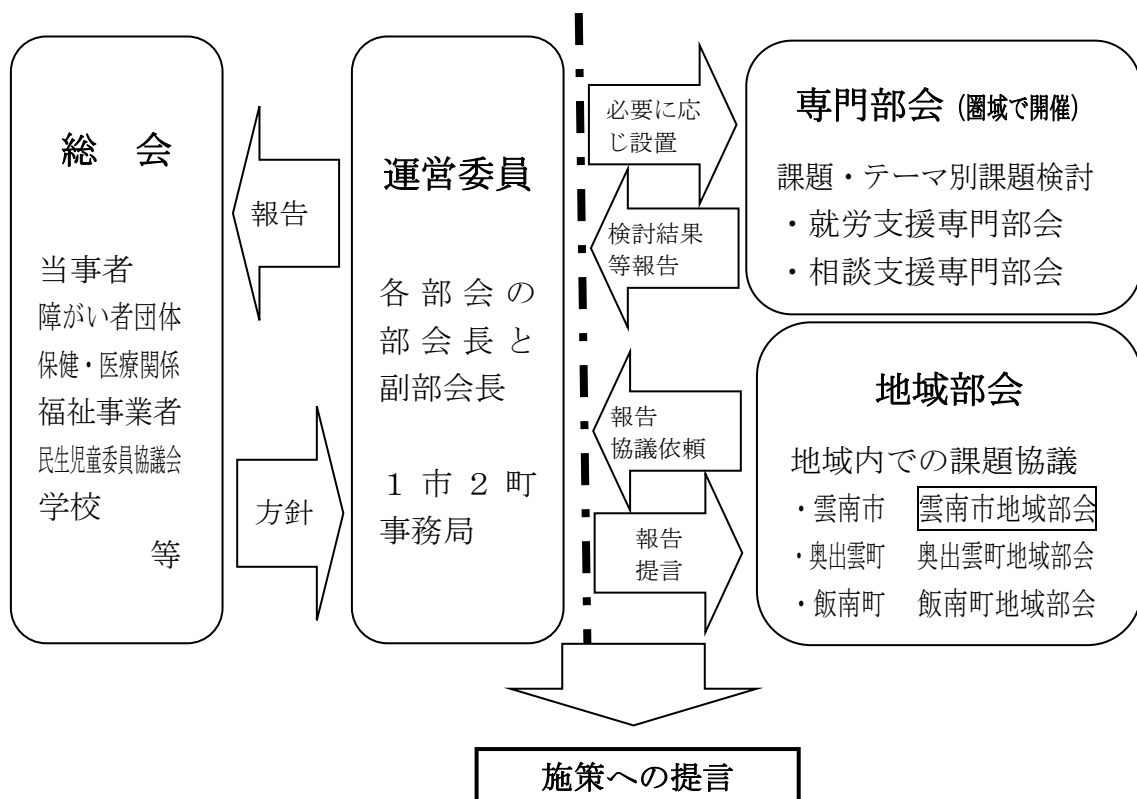 総　会
当事者
障がい者団体
保健・医療関係
福祉事業者
民生児童委員協議会
学校
等
報告
方針
運営委員
各部会の
部会長と
副部会長
１市２町
事務局
必要に応
じ設置
検討結果
等報告
報告
協議依頼
報告
提言
専門部会（圏域で開催）
課題・テーマ別課題検討
・就労支援専門部会
・相談支援専門部会
地域部会
地域内での課題協議
・雲南市　雲南市地域部会
・奥出雲町　奥出雲町地域部会
・飯南町　飯南町地域部会
施策への提言